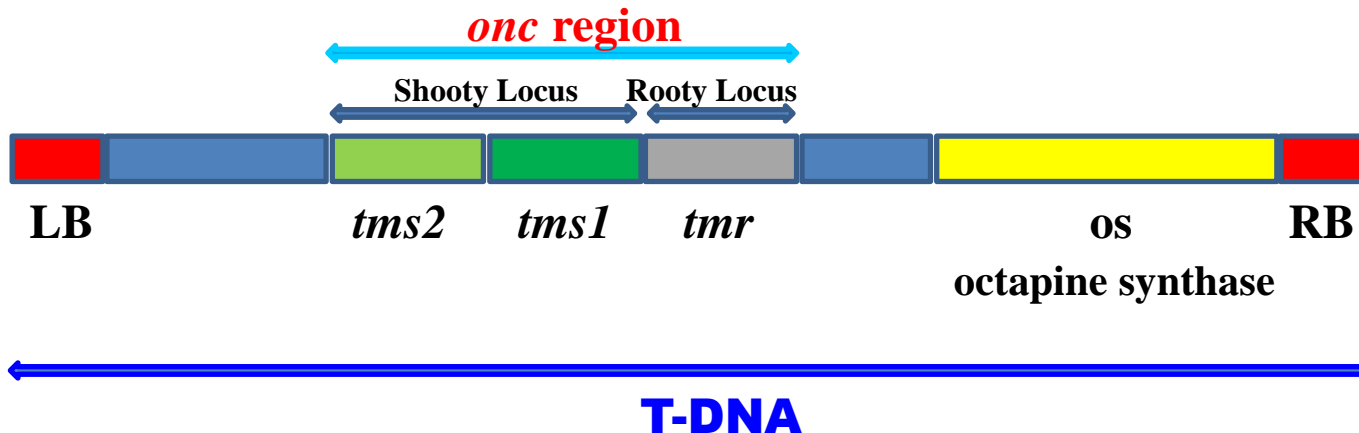 onc region
Shooty Locus Rooty Locus
LB tms2 tms1 tmr os RB
octapine synthase
T-DNA